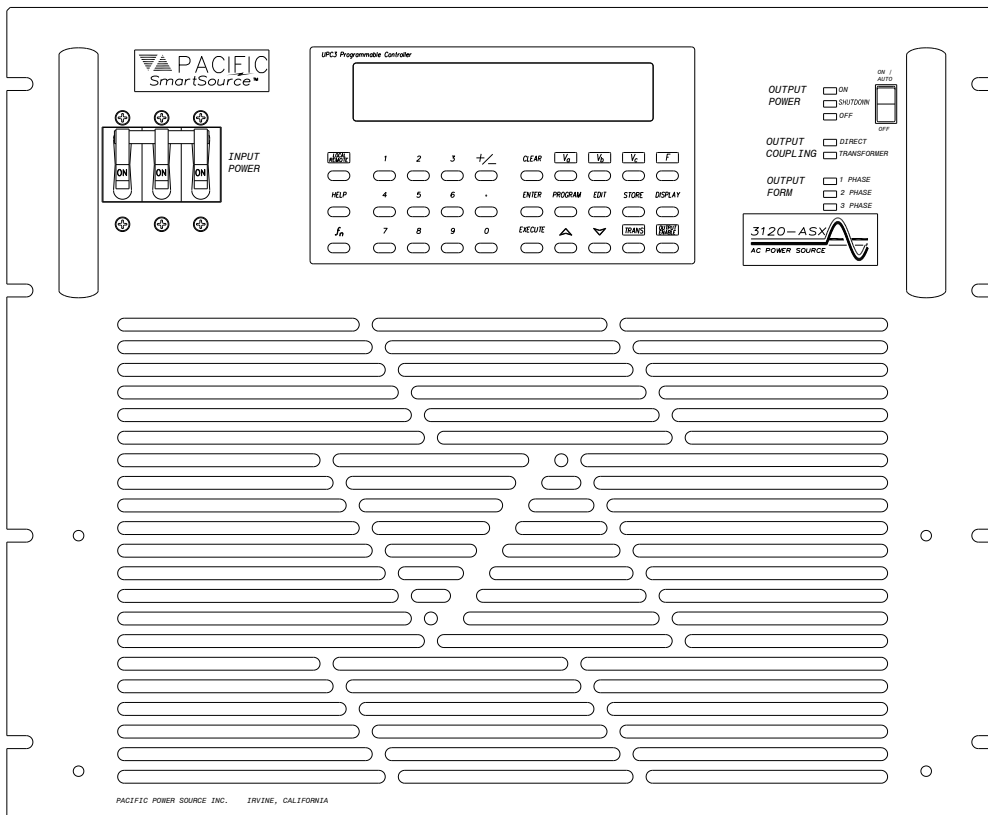 UPC3 Programmable Controller
PACIFIC
SmartSource™
ON /
AUTO
OUTPUT
POWER
ON
SHUTDOWN
OFF
OFF
INPUT
POWER
ON ON ON
OUTPUT
COUPLING
DIRECT
TRANSFORMER
LOCAL
REMOTE
1 2 3 +/_ CLEAR Va Vb Vc F
HELP 4 5 6 . ENTER PROGRAM EDIT STORE DISPLAY
fn 7 8 9 0 EXECUTE TRANS OUTPUT
ENABLE
OUTPUT
FORM
1 PHASE
2 PHASE
3 PHASE
3120-ASX
AC POWER SOURCE
PACIFIC POWER SOURCE INC. IRVINE, CALIFORNIA